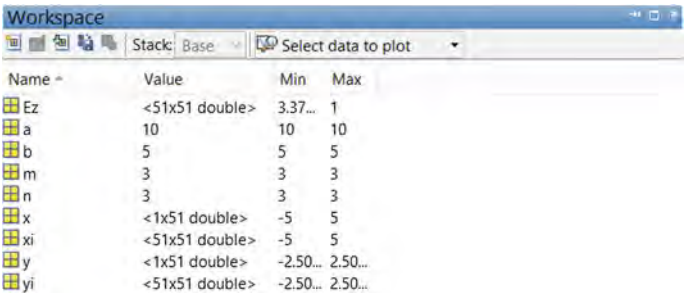 Workspace
Stack: Base Select data to plot
Name Value Min Max
Ez <51x51 double> 3.37... 1
a 10 10 10
b 5 5 5
m 3 3 3
n 3 3 3
x <1x51 double> -5 5
xi <51x51 double> -5 5
y <1x51 double> -2.50... 2.50...
yi <51x51 double> -2.50... 2.50...